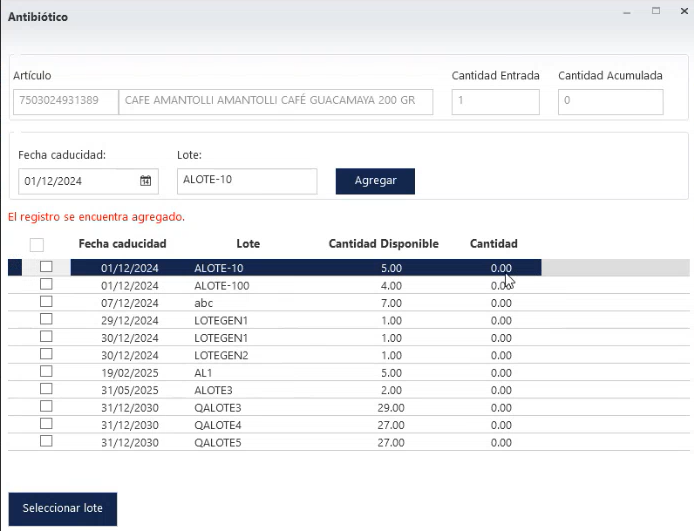 Antibiótico
Artículo Cantidad Entrada Cantidad Acumulada
7503024931389 CAFE AMANTOLLI AMANTOLLI CAFÉ GUACAMAYA 200 GR 1 0
Fecha caducidad: Lote:
01/12/2024 14 ALOTE-10 Agregar
El registro se encuentra agregado.
Fecha caducidad Lote Cantidad Disponible Cantidad
01/12/2024 ALOTE-10 5.00 0.00
01/12/2024 ALOTE-100 4.00 0.00
07/12/2024 abc 7.00 0.00
29/12/2024 LOTEGEN1 1.00 0.00
30/12/2024 LOTEGEN1 1.00 0.00
30/12/2024 LOTEGEN2 1.00 0.00
19/02/2025 AL1 5.00 0.00
31/05/2025 ALOTE3 2.00 0.00
31/12/2030 QALOTE3 29.00 0.00
31/12/2030 QALOTE4 27.00 0.00
31/12/2030 QALOTE5 27.00 0.00
Seleccionar lote